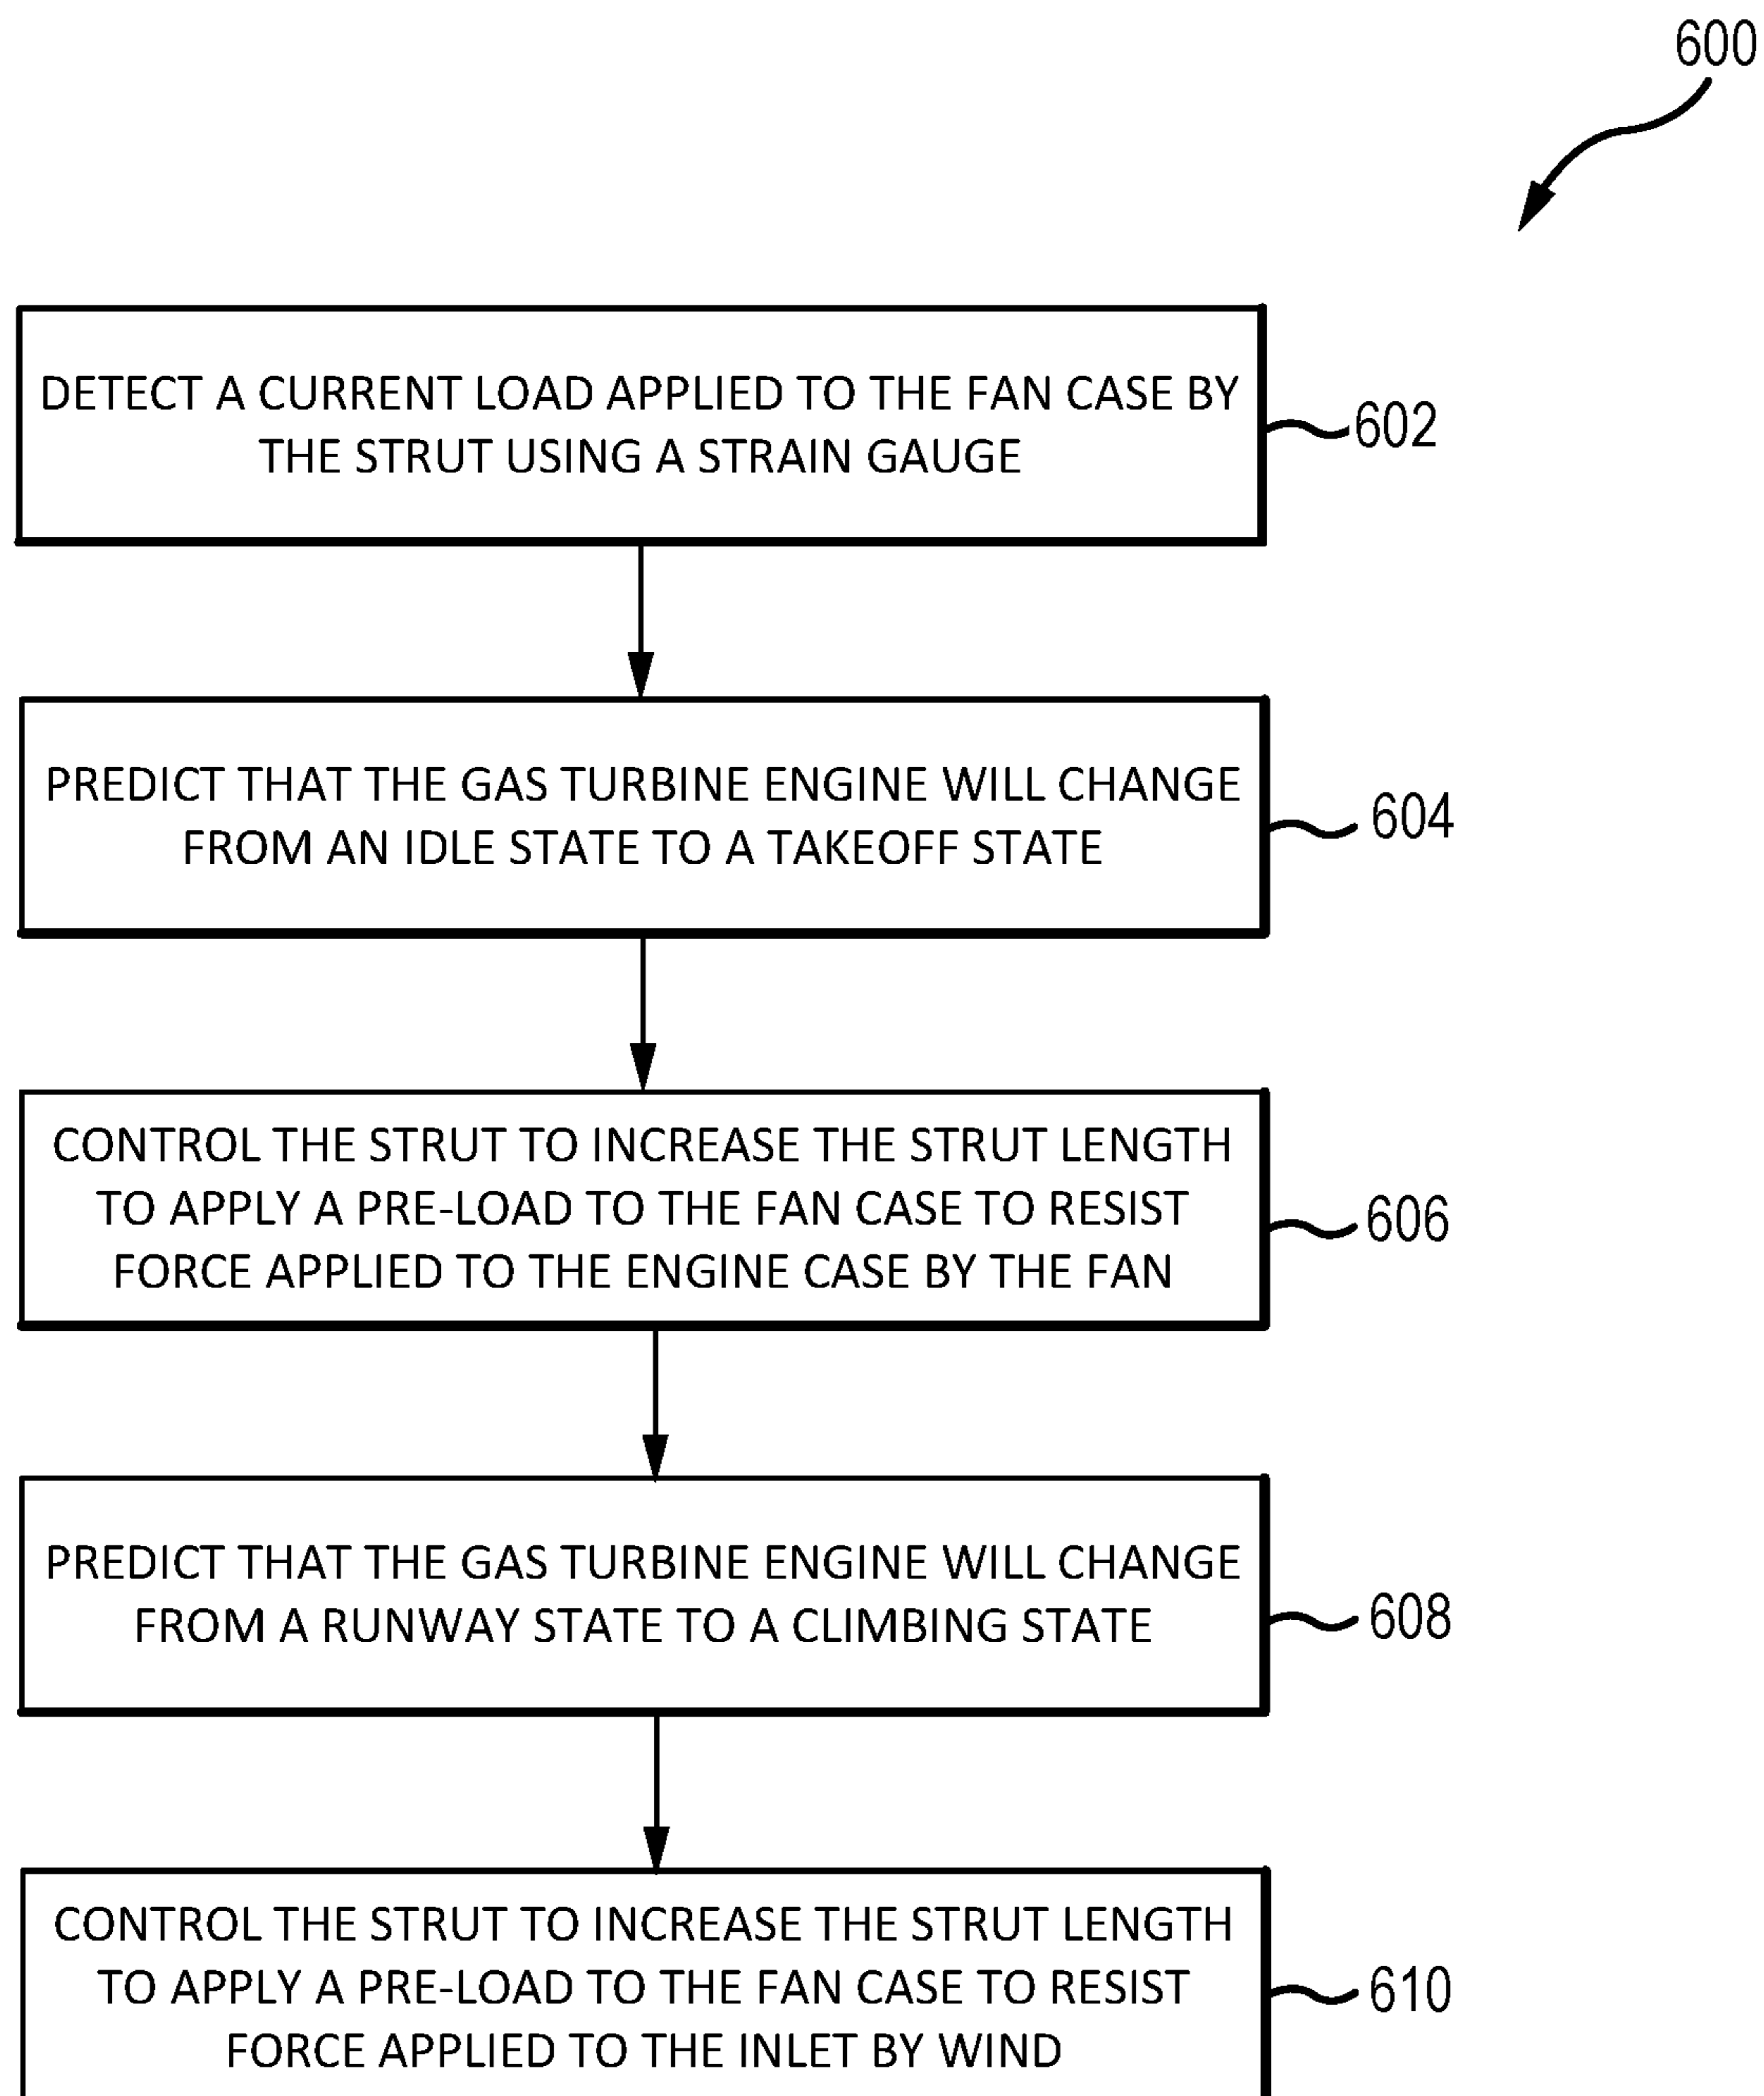 600
DETECT A CURRENT LOAD APPLIED TO THE FAN CASE BY
THE STRUT USING A STRAIN GAUGE
602
PREDICT THAT THE GAS TURBINE ENGINE WILL CHANGE
FROM AN IDLE STATE TO A TAKEOFF STATE
604
CONTROL THE STRUT TO INCREASE THE STRUT LENGTH
TO APPLY A PRE-LOAD TO THE FAN CASE TO RESIST
FORCE APPLIED TO THE ENGINE CASE BY THE FAN
606
PREDICT THAT THE GAS TURBINE ENGINE WILL CHANGE
FROM A RUNWAY STATE TO A CLIMBING STATE
608
CONTROL THE STRUT TO INCREASE THE STRUT LENGTH
TO APPLY A PRE-LOAD TO THE FAN CASE TO RESIST
FORCE APPLIED TO THE INLET BY WIND
610